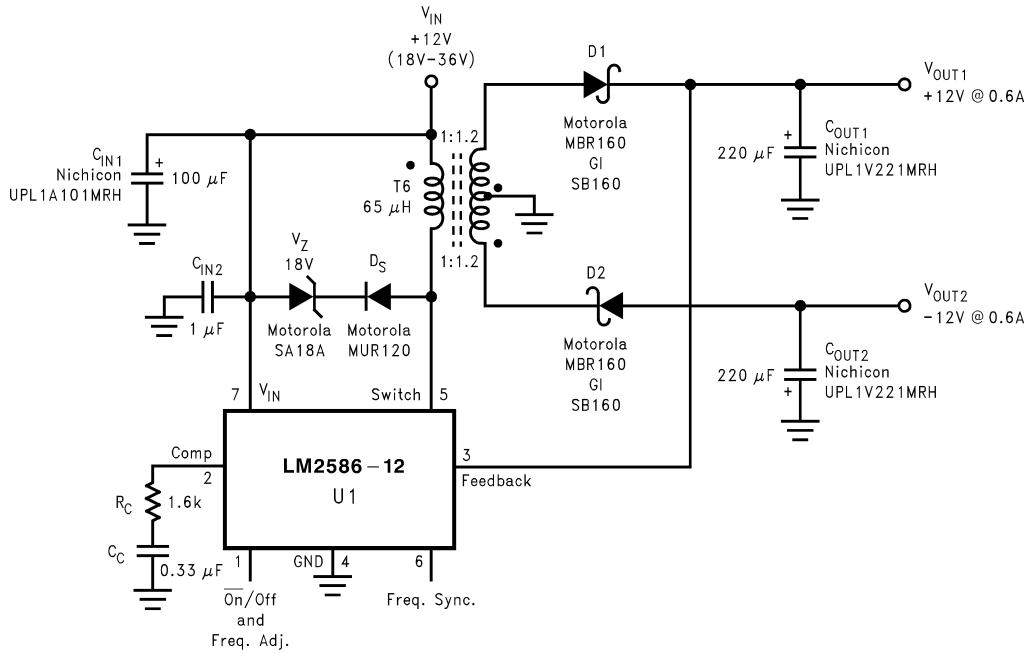 V_IN
+12V
(18V-36V)
D1
V_OUT1
+12V @ 0.6A
Motorola
MBR160
GI
SB160
1:1.2
C_IN1
Nichicon
UPL1A101MRH
+
100 μF
T6
65 μH
+
220 μF
C_OUT1
Nichicon
UPL1V221MRH
1:1.2
V_Z
18V
D_S
C_IN2
1 μF
Motorola
SA18A
Motorola
MUR120
D2
V_OUT2
-12V @ 0.6A
Motorola
MBR160
GI
SB160
220 μF
+
C_OUT2
Nichicon
UPL1V221MRH
7
V_IN
Switch
5
Comp
2
LM2586-12
U1
3
Feedback
R_C
1.6k
C_C
0.33 μF
1
GND
4
6
O̅n̅/Off
and
Freq. Adj.
Freq. Sync.